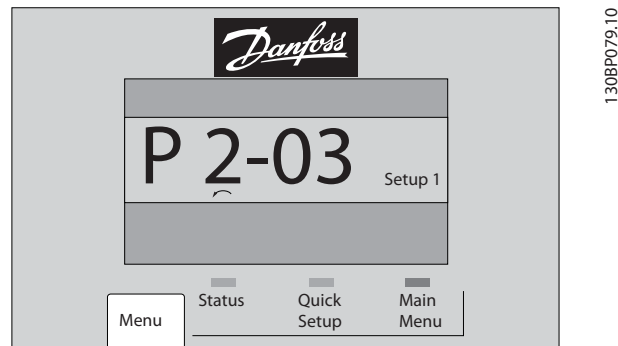 Danfoss
P 2-03
Setup 1
Status
Quick Setup
Main Menu
Menu
130BP079.10